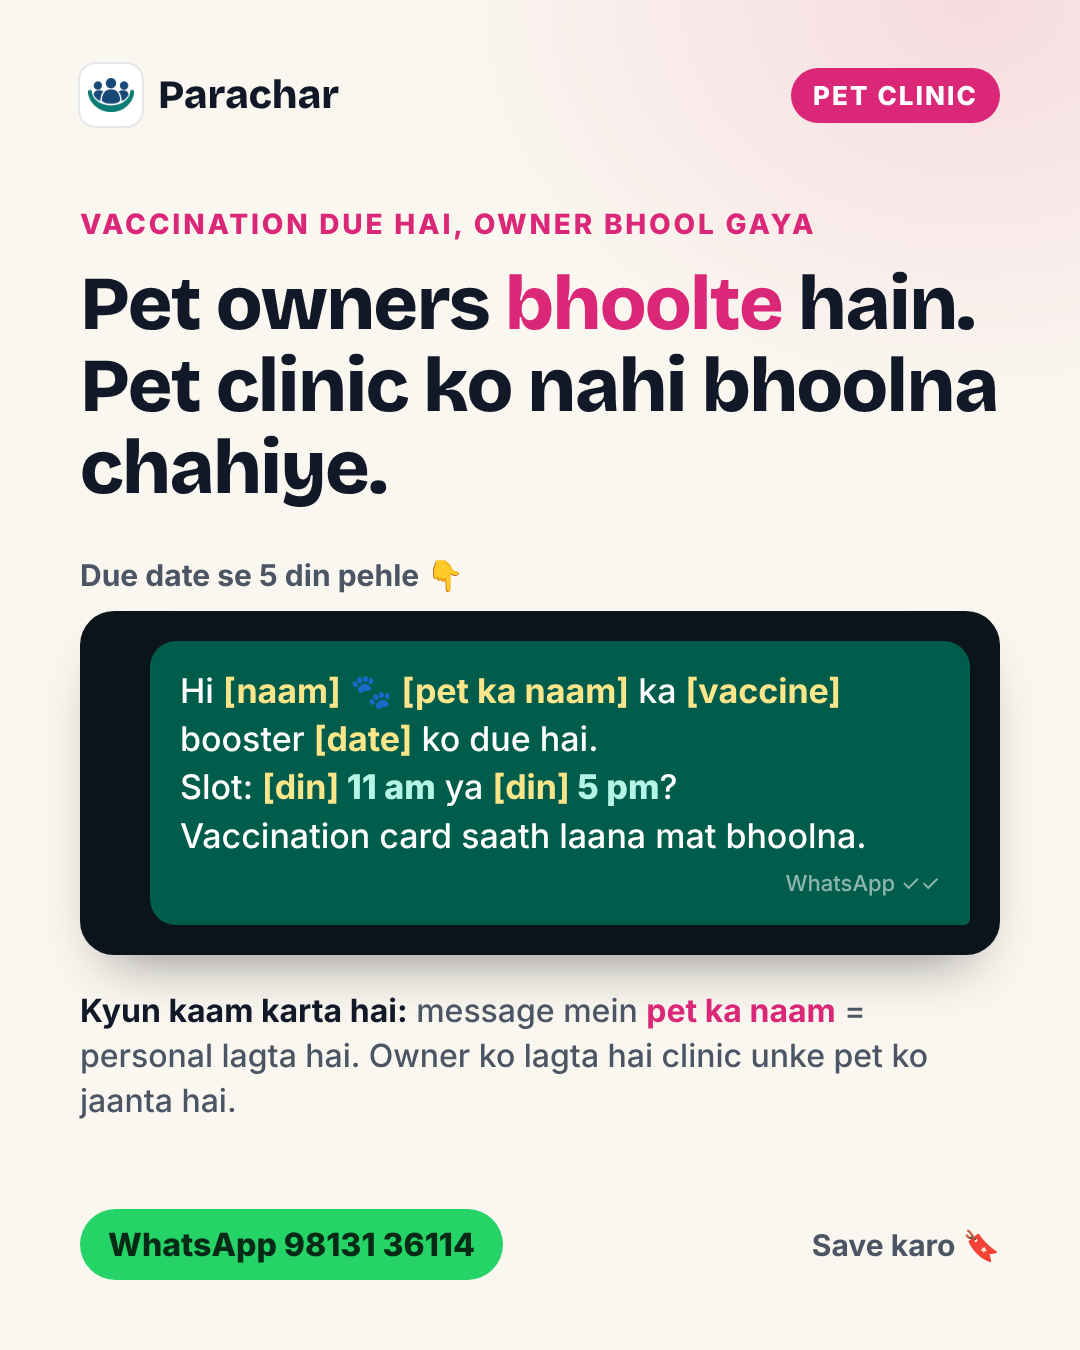 Parachar
PET CLINIC
VACCINATION DUE HAI, OWNER BHOOL GAYA
Pet owners bhoolte hain.
Pet clinic ko nahi bhoolna
chahiye.
Due date se 5 din pehle 👇
Hi [naam] 🐾 [pet ka naam] ka [vaccine]
booster [date] ko due hai.
Slot: [din] 11 am ya [din] 5 pm?
Vaccination card saath laana mat bhoolna.
WhatsApp ✓✓
Kyun kaam karta hai: message mein pet ka naam =
personal lagta hai. Owner ko lagta hai clinic unke pet ko
jaanta hai.
WhatsApp 98131 36114
Save karo 🔖